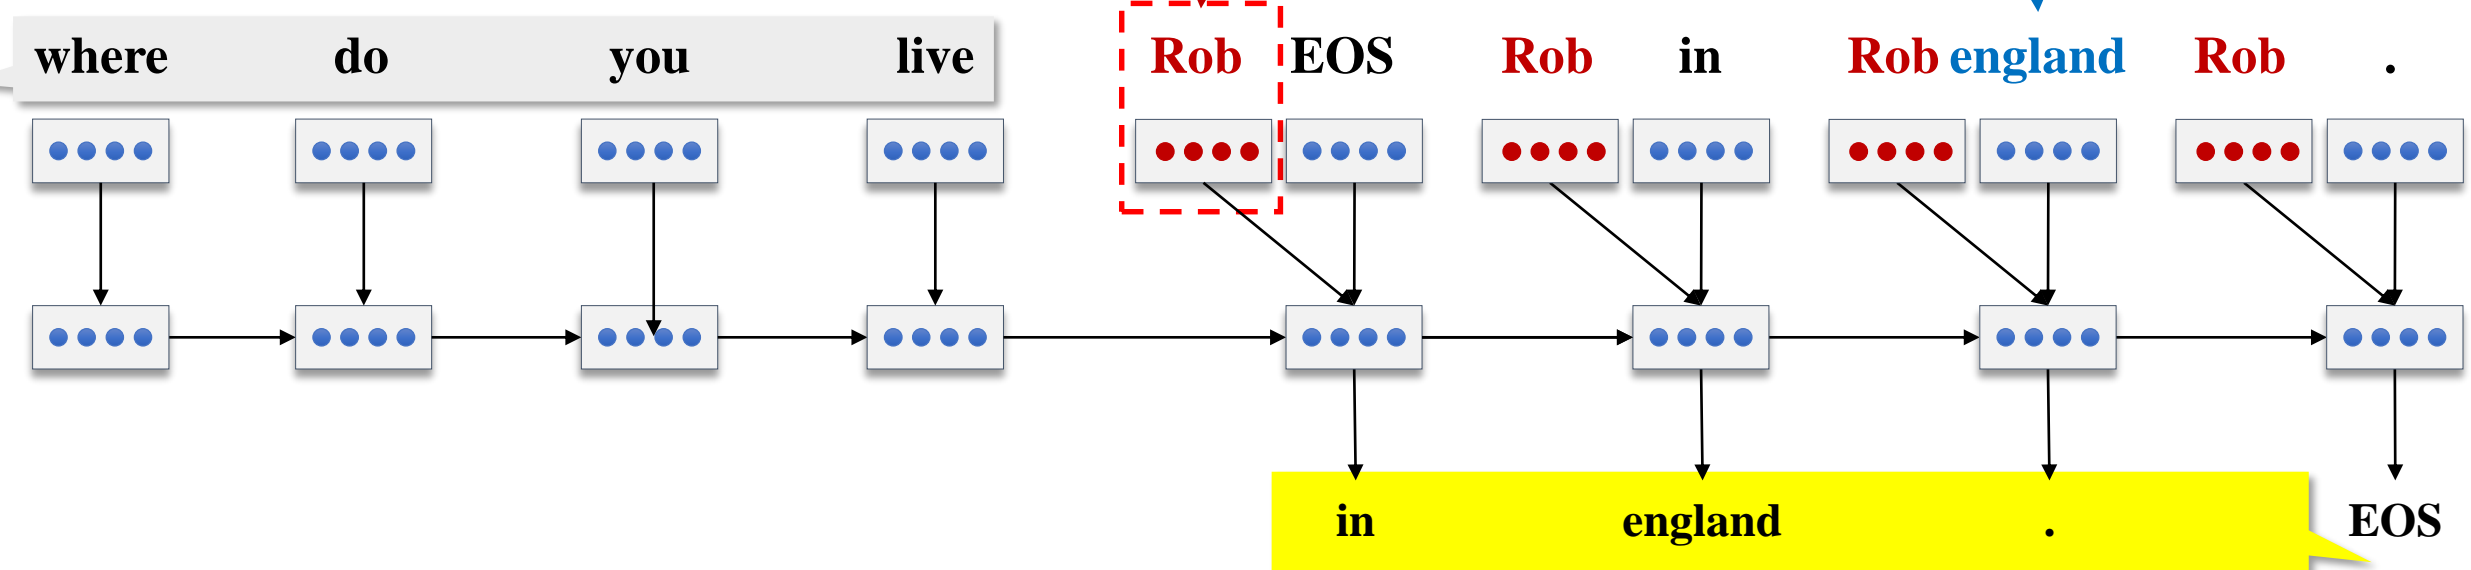 where do you live Rob EOS Rob in Rob england Rob .
in england . EOS